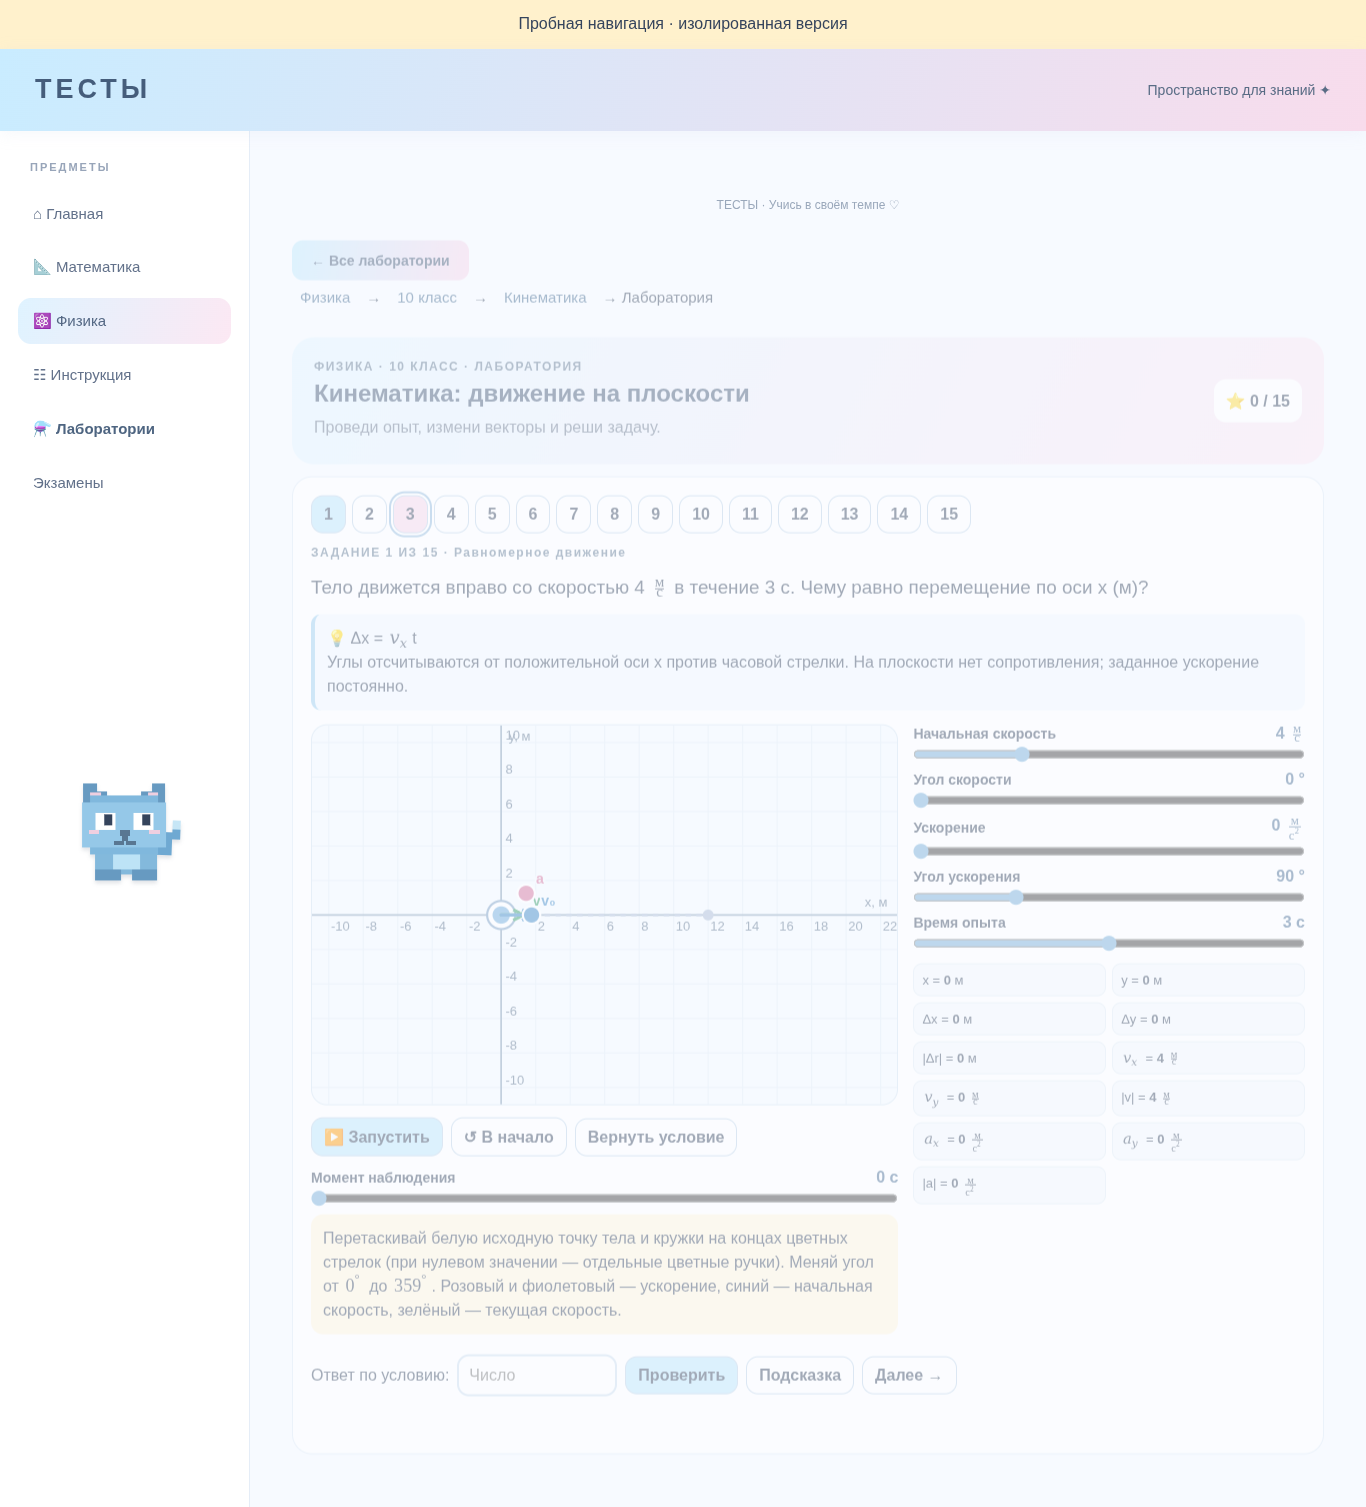 Пробная навигация · изолированная версия
ТЕСТЫ
Пространство для знаний ✦
ПРЕДМЕТЫ
⌂ Главная
📐 Математика
⚛ Физика
☷ Инструкция
⚗️ Лаборатории
Экзамены
ТЕСТЫ · Учись в своём темпе ♡
← Все лаборатории
Физика → 10 класс → Кинематика → Лаборатория
ФИЗИКА · 10 КЛАСС · ЛАБОРАТОРИЯ
Кинематика: движение на плоскости
Проведи опыт, измени векторы и реши задачу.
⭐ 0 / 15
1 2 3 4 5 6 7 8 9 10 11 12 13 14 15
ЗАДАНИЕ 1 ИЗ 15 · Равномерное движение
Тело движется вправо со скоростью 4 м/с в течение 3 с. Чему равно перемещение по оси x (м)?
💡 Δx = vₓ t
Углы отсчитываются от положительной оси x против часовой стрелки. На плоскости нет сопротивления; заданное ускорение
постоянно.
y, м
10
8
6
4
2
a
v v₀
x, м
-10 -8 -6 -4 -2 2 4 6 8 10 12 14 16 18 20 22
-2
-4
-6
-8
-10
Начальная скорость 4 м/с
Угол скорости 0 °
Ускорение 0 м/с²
Угол ускорения 90 °
Время опыта 3 с
x = 0 м
y = 0 м
Δx = 0 м
Δy = 0 м
|Δr| = 0 м
vₓ = 4 м/с
v_y = 0 м/с
|v| = 4 м/с
aₓ = 0 м/с²
a_y = 0 м/с²
|a| = 0 м/с²
▶️ Запустить
↺ В начало
Вернуть условие
Момент наблюдения 0 с
Перетаскивай белую исходную точку тела и кружки на концах цветных
стрелок (при нулевом значении — отдельные цветные ручки). Меняй угол
от 0° до 359°. Розовый и фиолетовый — ускорение, синий — начальная
скорость, зелёный — текущая скорость.
Ответ по условию: Число
Проверить
Подсказка
Далее →